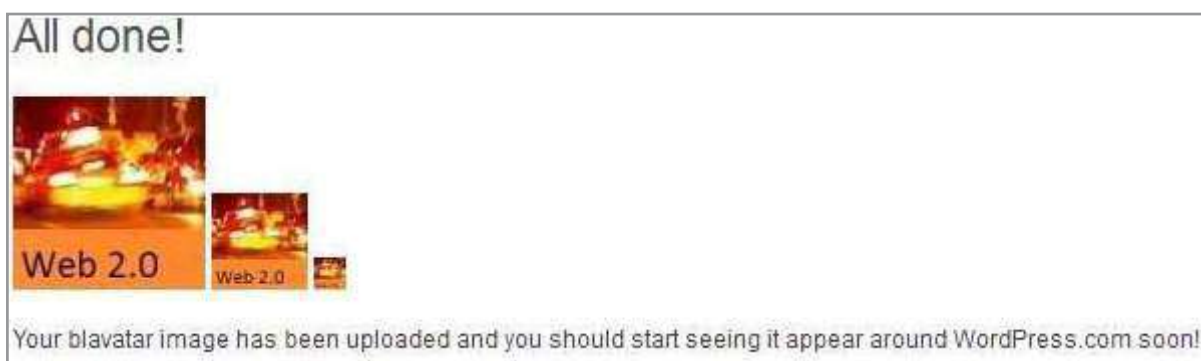 All done!
Web 2.0
Web 2.0
Your blavatar image has been uploaded and you should start seeing it appear around WordPress.com soon!